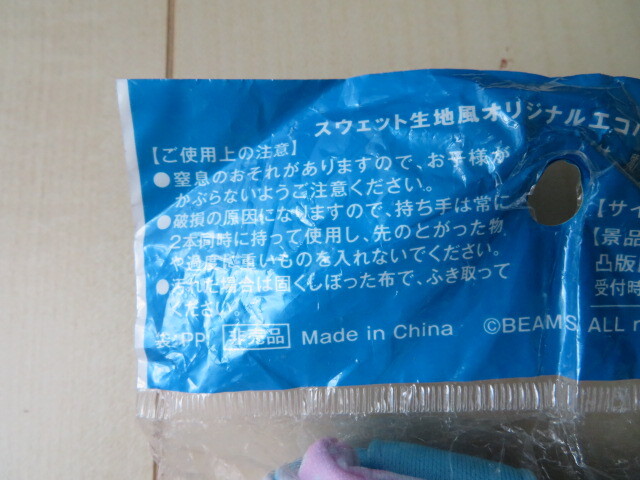 スウェット生地風オリジナルエコ
【ご使用上の注意】
●窒息のおそれがありますので、お子様が
かぶらないようご注意ください。
●破損の原因になりますので、持ち手は常に
2本同時に持って使用し、先のとがった物
や過度に重いものを入れないでください。
●汚れた場合は固くしぼった布で、ふき取って
ください。
袋:PP 非売品 Made in China ©BEAMS. ALL r
【サイ
【景品
凸版
受付時